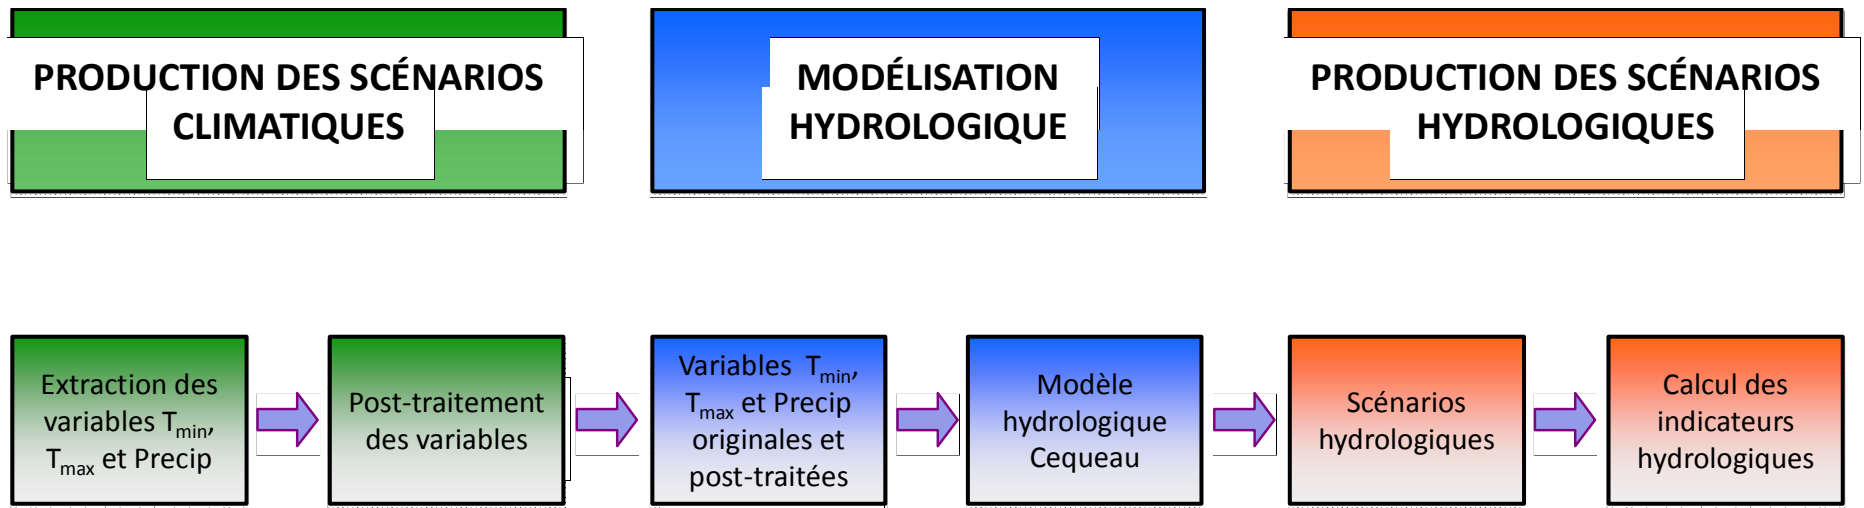 PRODUCTION DES SCÉNARIOS
CLIMATIQUES
MODÉLISATION
HYDROLOGIQUE
PRODUCTION DES SCÉNARIOS
HYDROLOGIQUES
Extraction des
variables Tmin,
Tmax et Precip
Post-traitement
des variables
Variables Tmin,
Tmax et Precip
originales et
post-traitées
Modèle
hydrologique
Cequeau
Scénarios
hydrologiques
Calcul des
indicateurs
hydrologiques